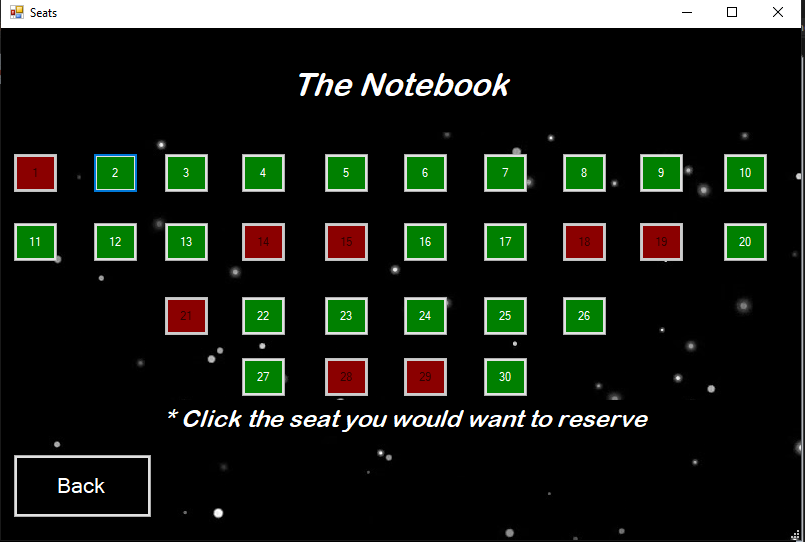 Seats
The Notebook
1 2 3 4 5 6 7 8 9 10
11 12 13 14 15 16 17 18 19 20
21 22 23 24 25 26
27 28 29 30
* Click the seat you would want to reserve
Back